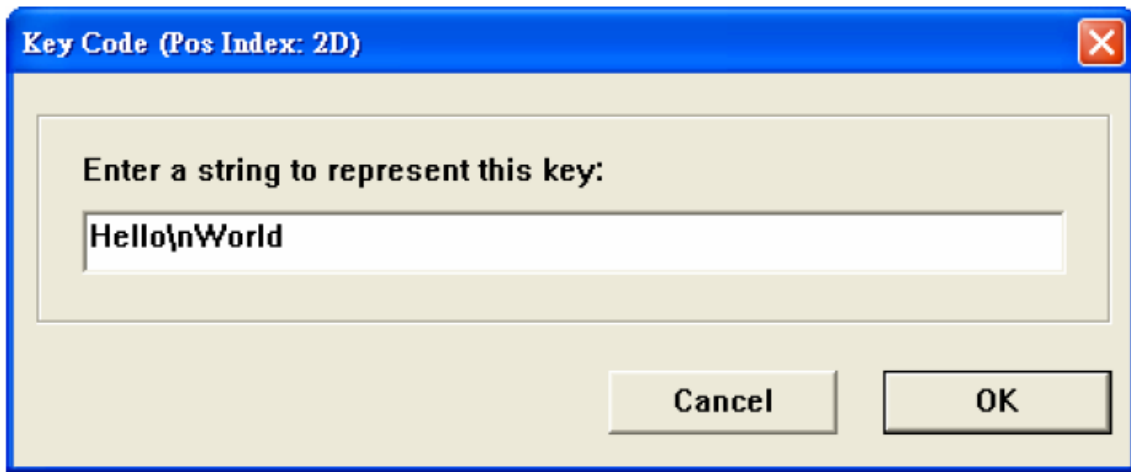 Key Code (Pos Index: 2D)
Enter a string to represent this key:
Hello\nWorld
Cancel
OK